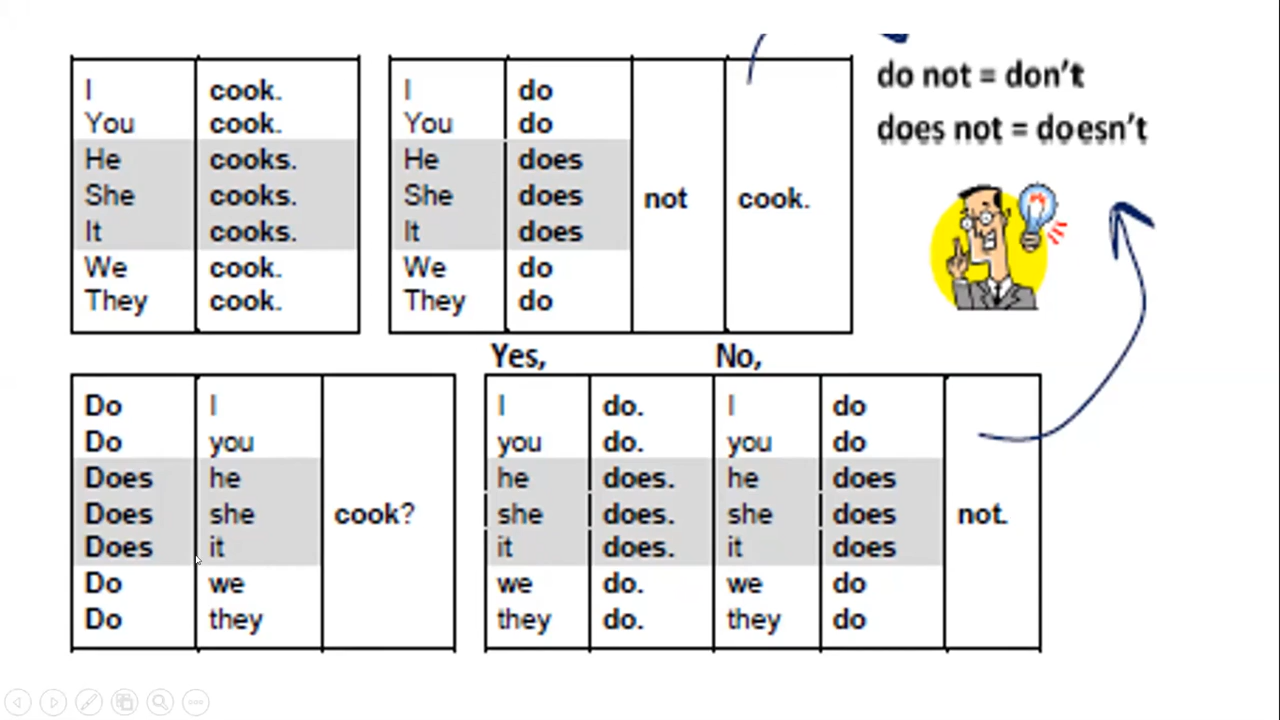 I cook.
You cook.
He cooks.
She cooks.
It cooks.
We cook.
They cook.
I do
You do
He does
She does not cook.
It does
We do
They do
do not = don't
does not = doesn't
Do I
Do you
Does he
Does she cook?
Does it
Do we
Do they
Yes, No,
I do. I do
you do. you do
he does. he does
she does. she does not.
it does. it does
we do. we do
they do. they do